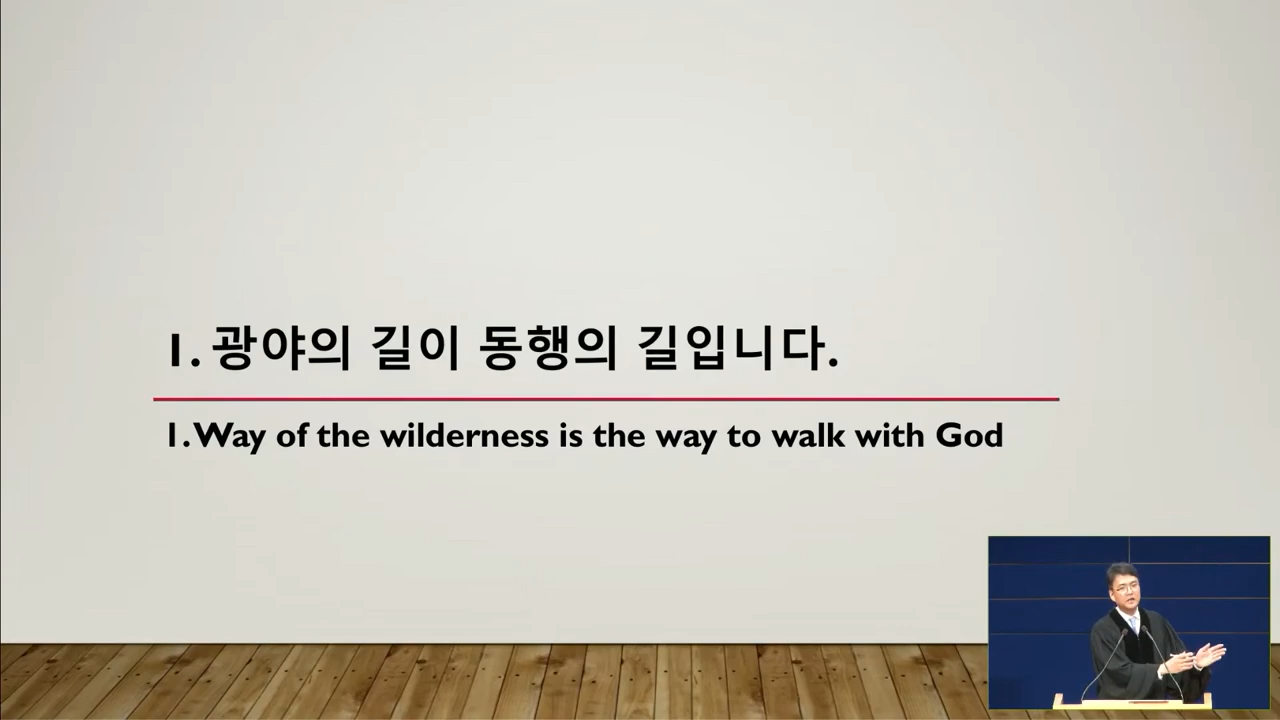 1. 광야의 길이 동행의 길입니다.
1. Way of the wilderness is the way to walk with God